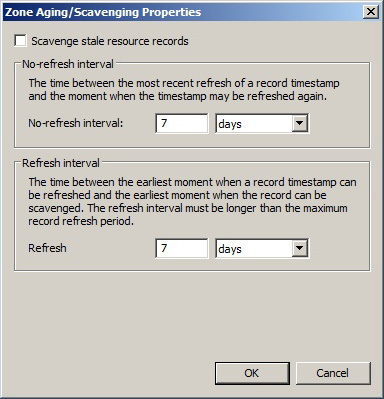 Zone Aging/Scavenging Properties
Scavenge stale resource records
No-refresh interval
The time between the most recent refresh of a record timestamp
and the moment when the timestamp may be refreshed again.
No-refresh interval: 7 days
Refresh interval
The time between the earliest moment when a record timestamp can
be refreshed and the earliest moment when the record can be
scavenged. The refresh interval must be longer than the maximum
record refresh period.
Refresh 7 days
OK Cancel